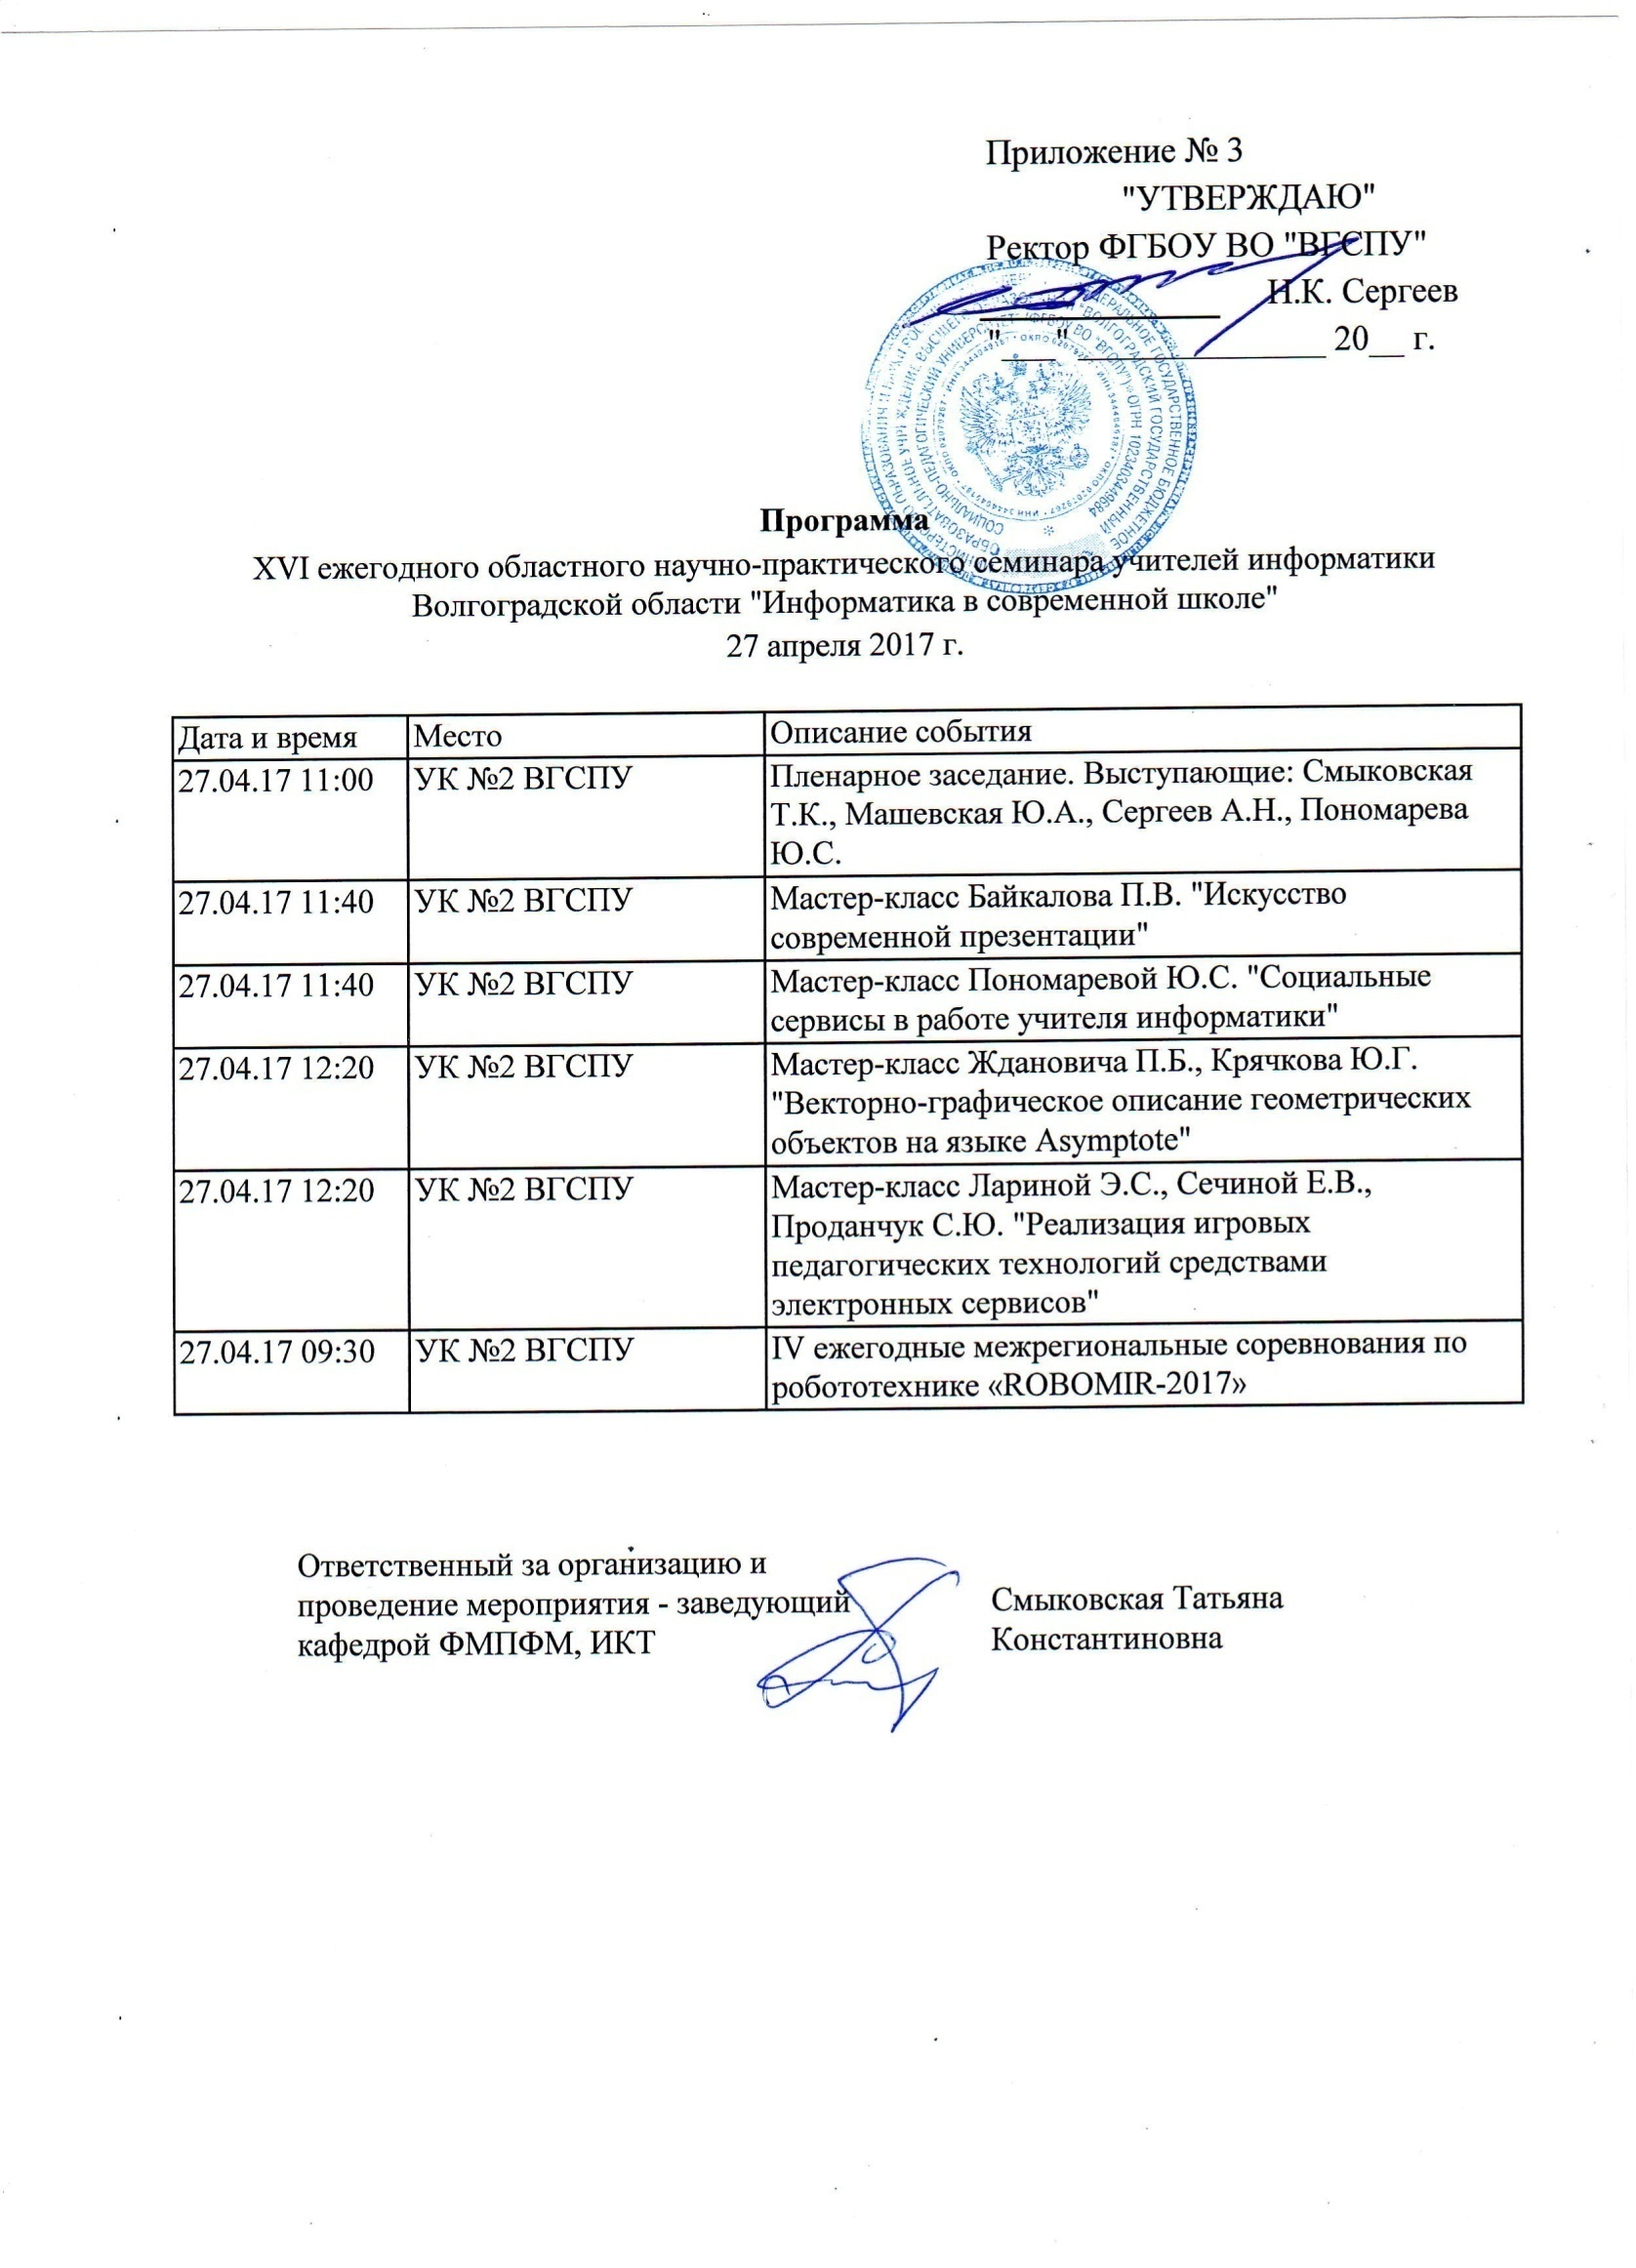 Приложение № 3
"УТВЕРЖДАЮ"
Ректор ФГБОУ ВО "ВГСПУ"
Н.К. Сергеев
"___" ______________ 20__ г.
Программа
XVI ежегодного областного научно-практического семинара учителей информатики
Волгоградской области "Информатика в современной школе"
27 апреля 2017 г.
Дата и время Место Описание события
27.04.17 11:00 УК №2 ВГСПУ Пленарное заседание. Выступающие: Смыковская
Т.К., Машевская Ю.А., Сергеев А.Н., Пономарева
Ю.С.
27.04.17 11:40 УК №2 ВГСПУ Мастер-класс Байкалова П.В. "Искусство
современной презентации"
27.04.17 11:40 УК №2 ВГСПУ Мастер-класс Пономаревой Ю.С. "Социальные
сервисы в работе учителя информатики"
27.04.17 12:20 УК №2 ВГСПУ Мастер-класс Ждановича П.Б., Крячкова Ю.Г.
"Векторно-графическое описание геометрических
объектов на языке Asymptote"
27.04.17 12:20 УК №2 ВГСПУ Мастер-класс Лариной Э.С., Сечиной Е.В.,
Проданчук С.Ю. "Реализация игровых
педагогических технологий средствами
электронных сервисов"
27.04.17 09:30 УК №2 ВГСПУ IV ежегодные межрегиональные соревнования по
робототехнике «ROBOMIR-2017»
Ответственный за организацию и
проведение мероприятия - заведующий
кафедрой ФМПФМ, ИКТ
Смыковская Татьяна
Константиновна